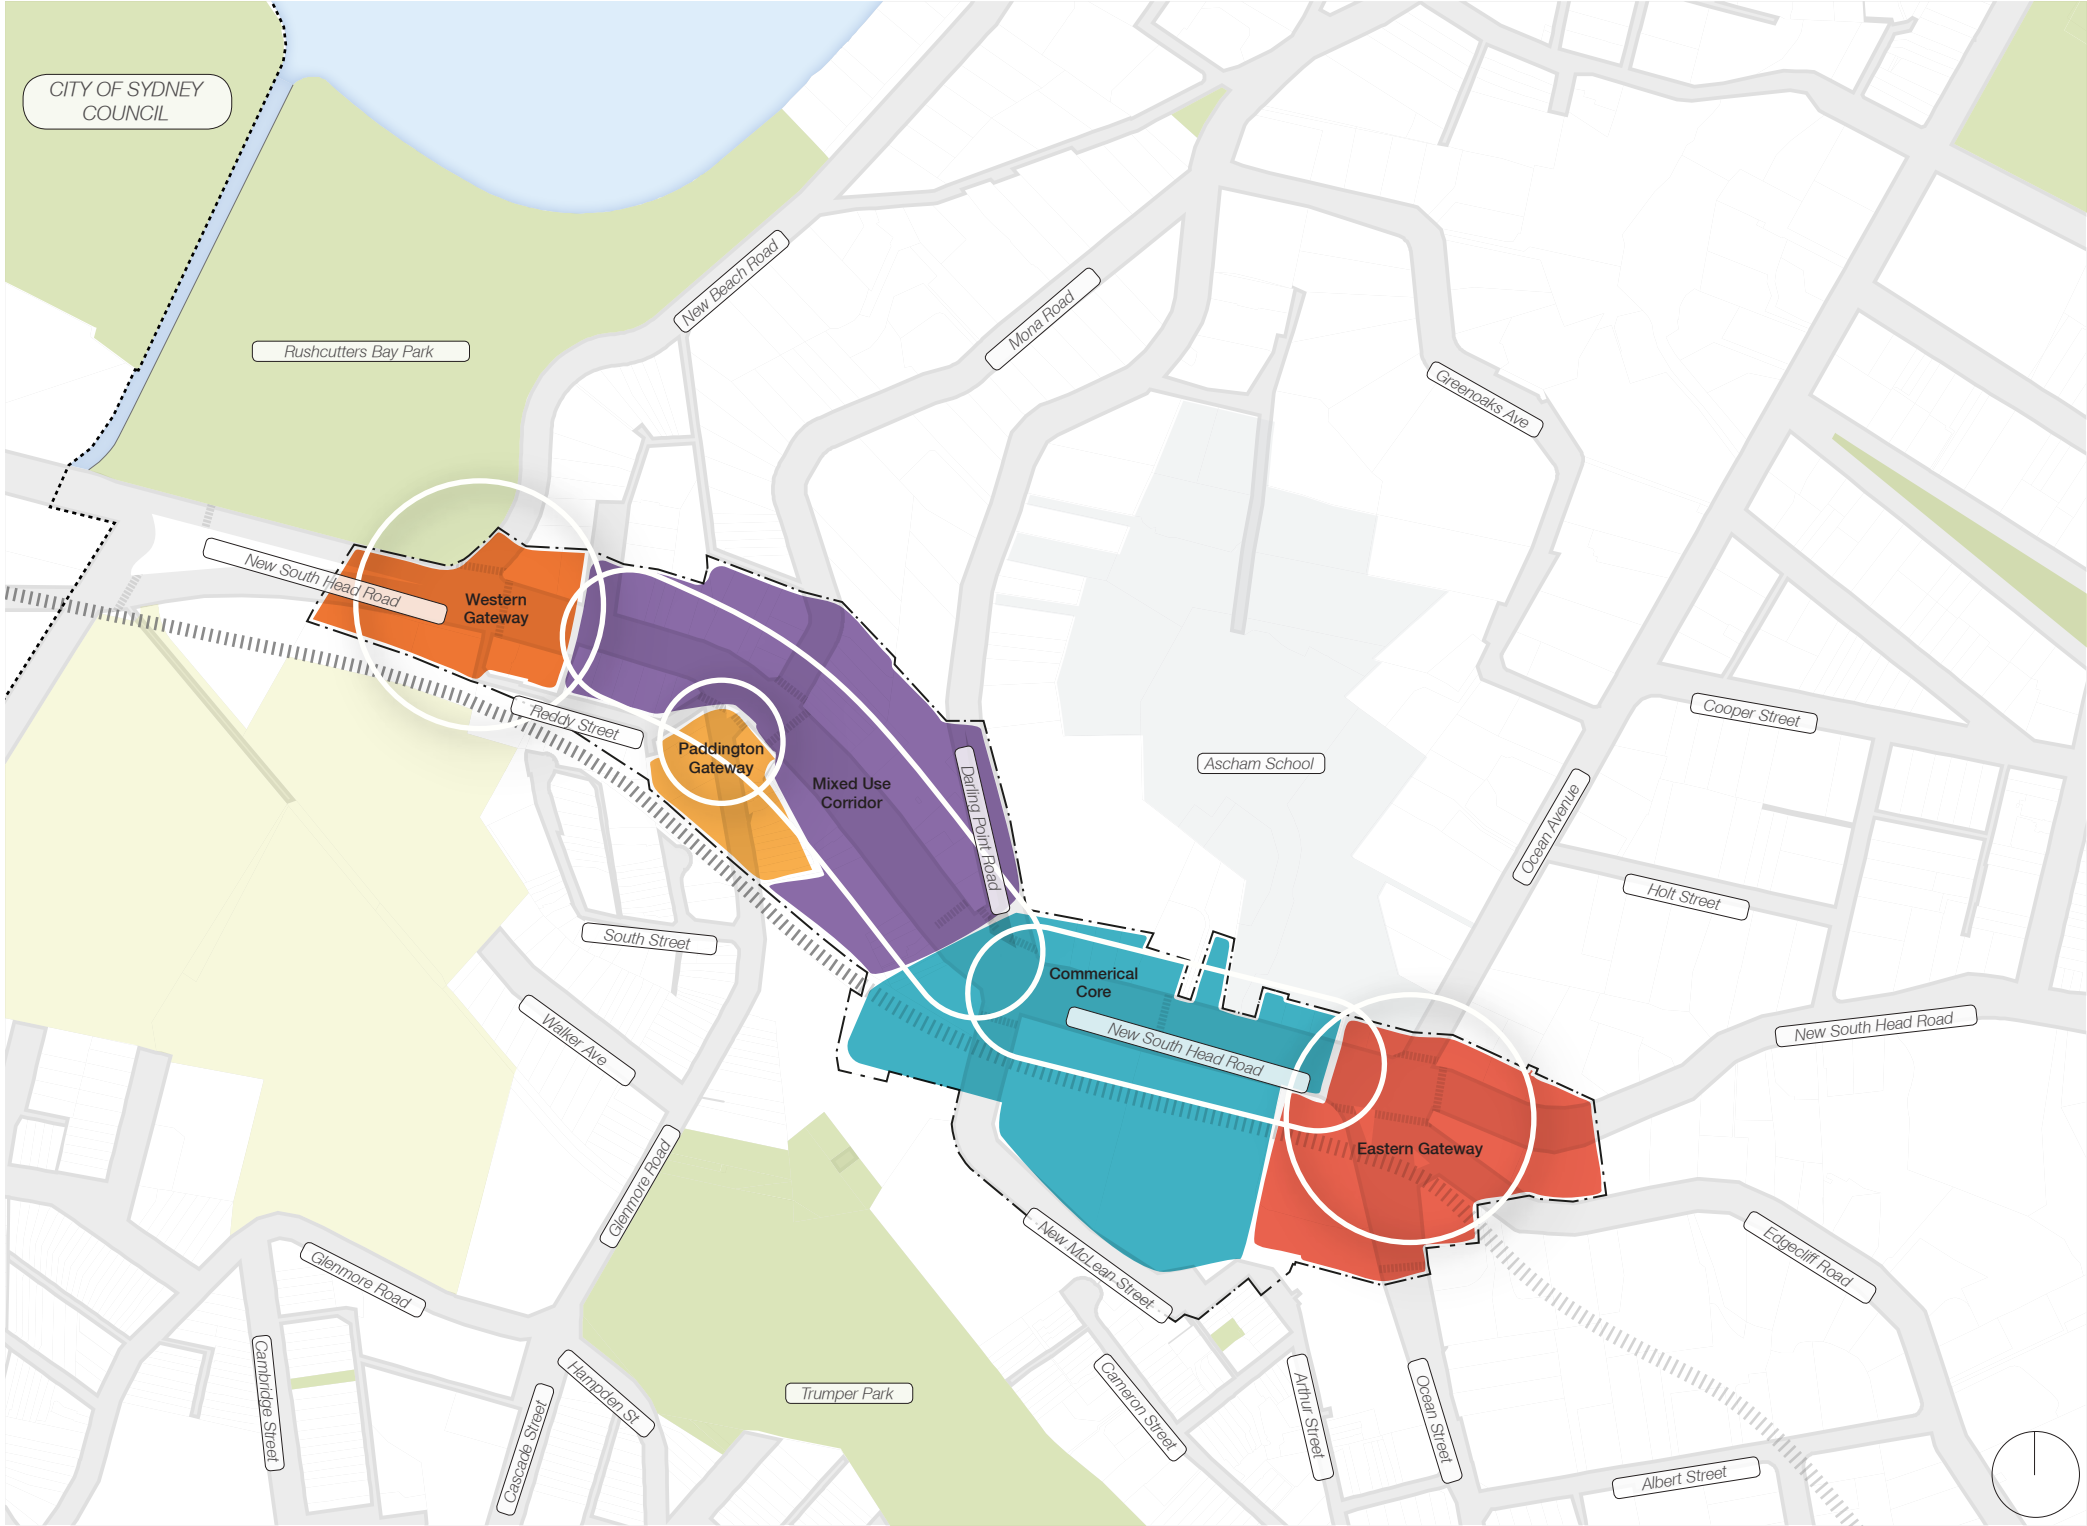 CITY OF SYDNEY
COUNCIL
New Beach Road
Mona Road
Rushcutters Bay Park
Greenoaks Ave
New South Head Road
Western
Gateway
Reddy Street
Cooper Street
Paddington
Gateway
Mixed Use
Corridor
Darling Point Road
Ascham School
Ocean Avenue
Holt Street
South Street
Commerical
Core
New South Head Road
New South Head Road
Walker Ave
Eastern Gateway
Glenmore Road
New McLean Street
Edgecliff Road
Glenmore Road
Cambridge Street
Hampden St
Cascade Street
Trumper Park
Cameron Street
Arthur Street
Ocean Street
Albert Street